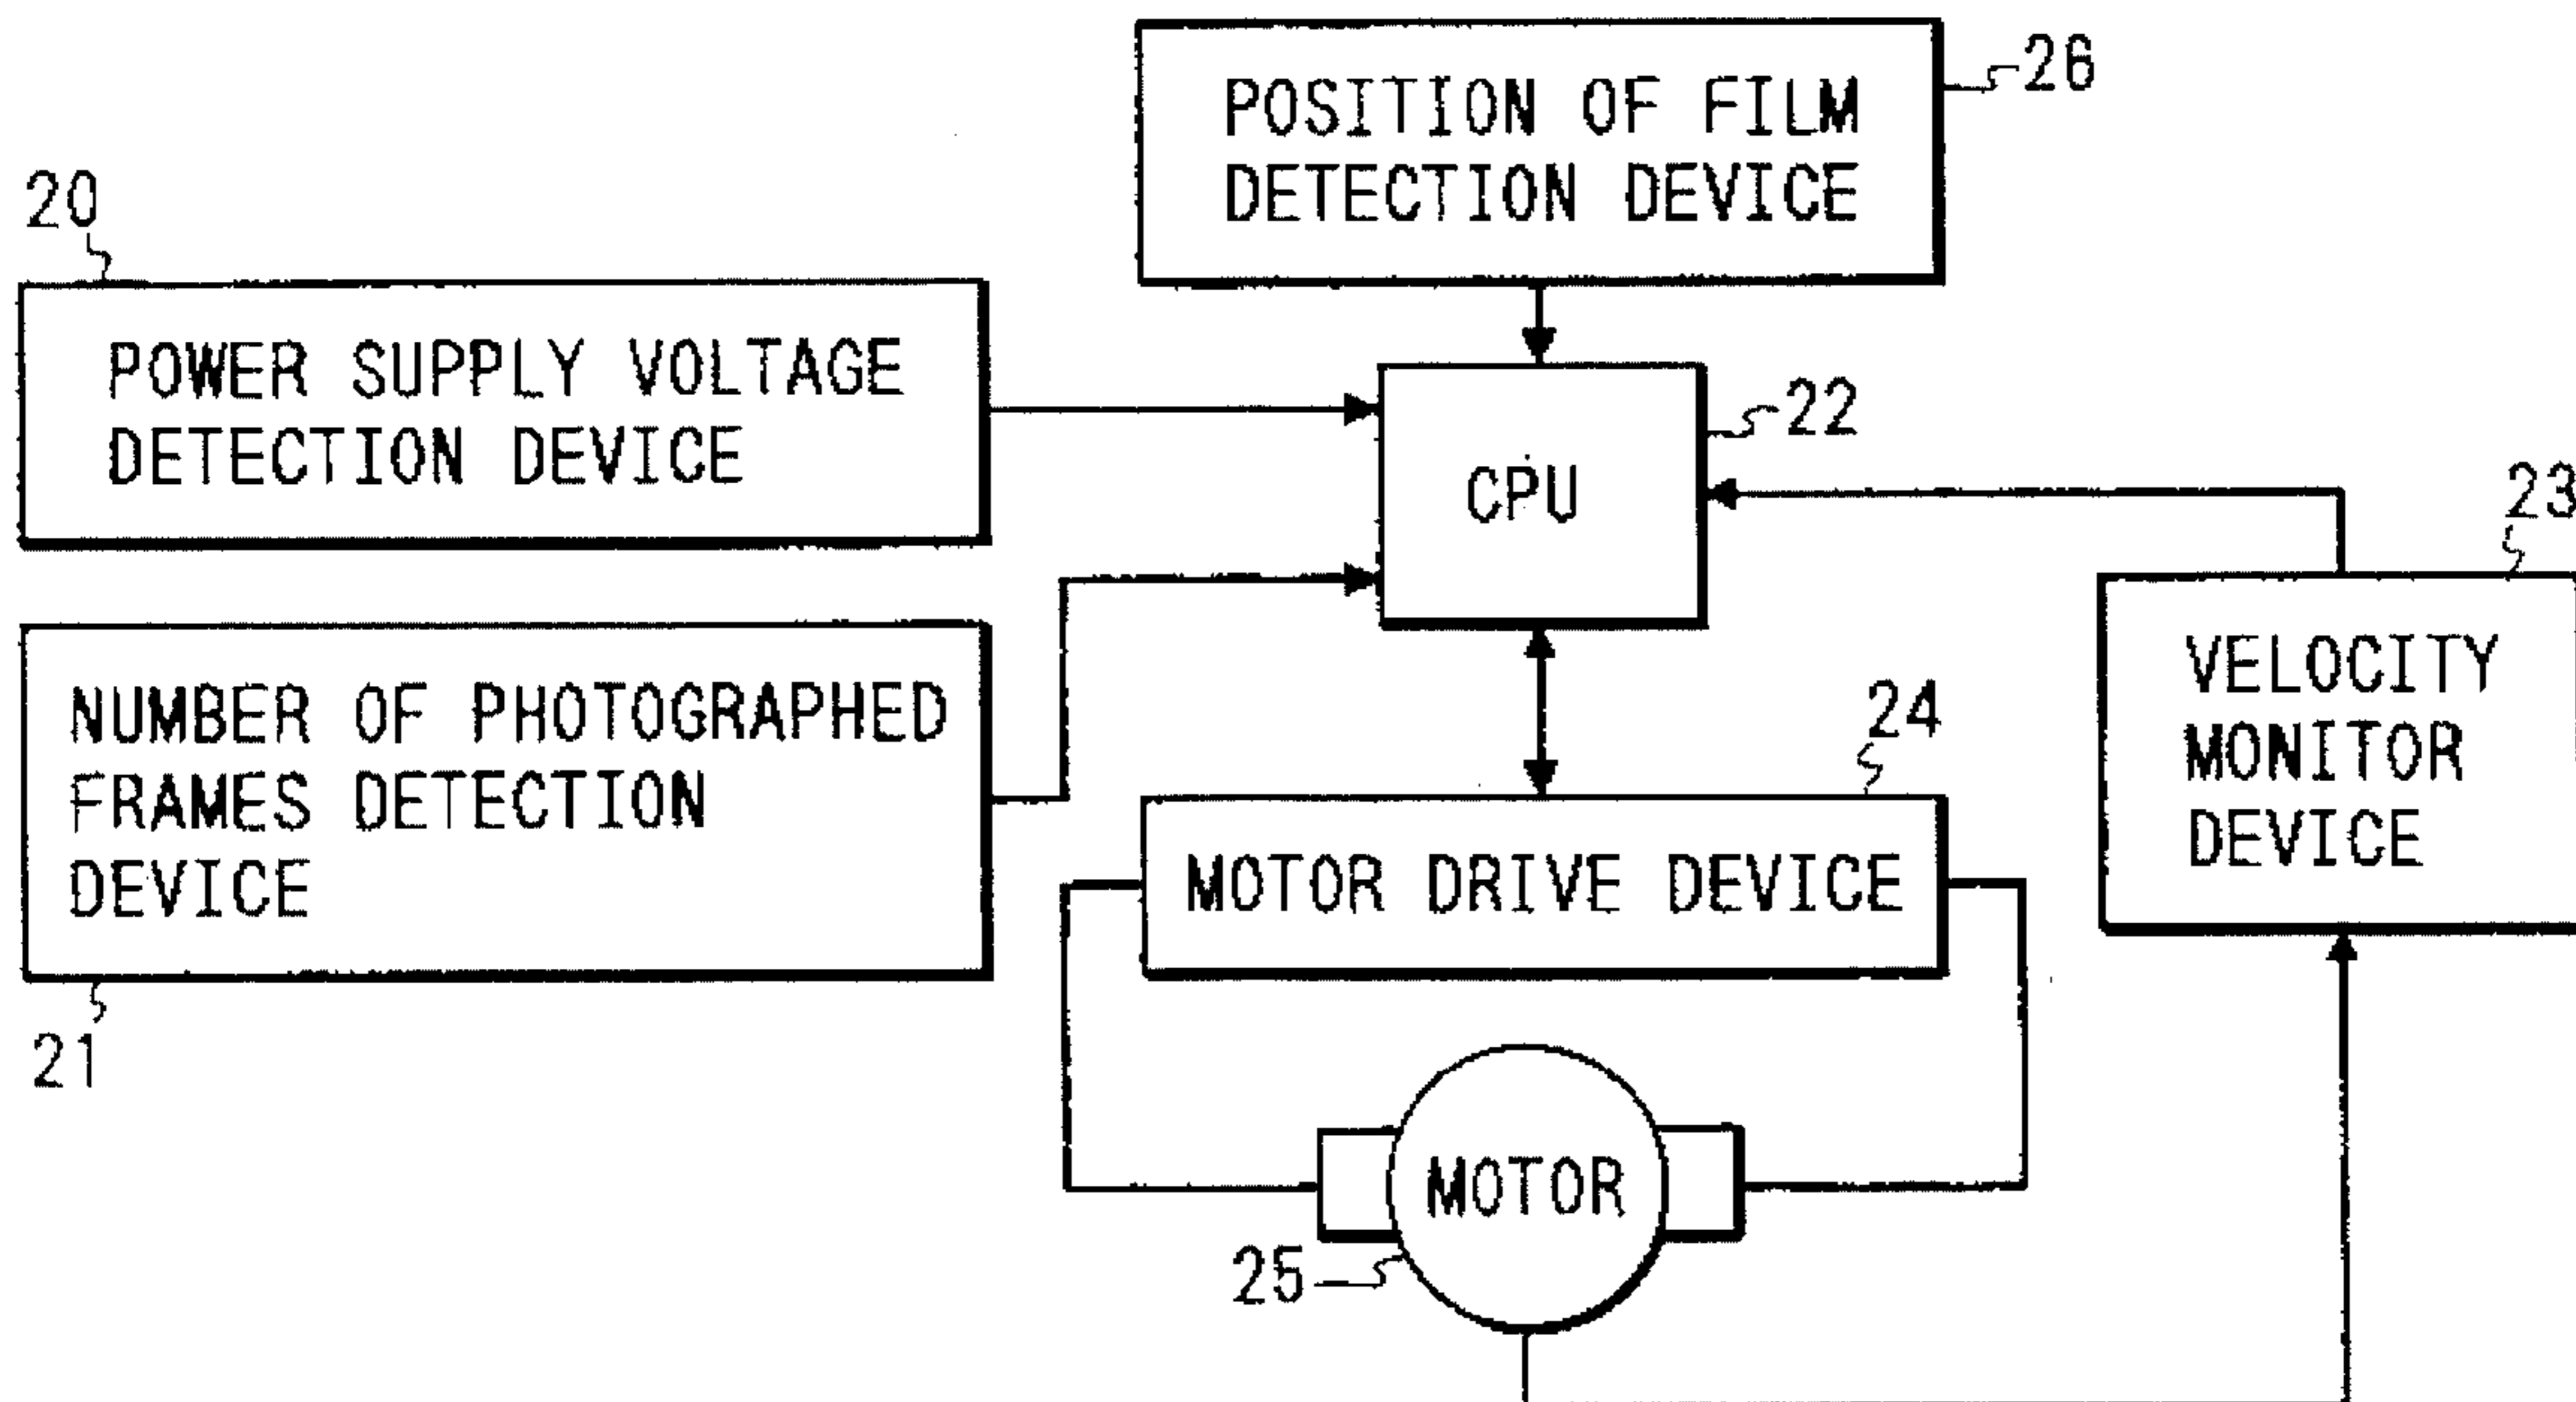 26
POSITION OF FILM
DETECTION DEVICE
20
POWER SUPPLY VOLTAGE
DETECTION DEVICE
22
CPU
23
VELOCITY
MONITOR
DEVICE
NUMBER OF PHOTOGRAPHED
FRAMES DETECTION
DEVICE
21
24
MOTOR DRIVE DEVICE
MOTOR
25